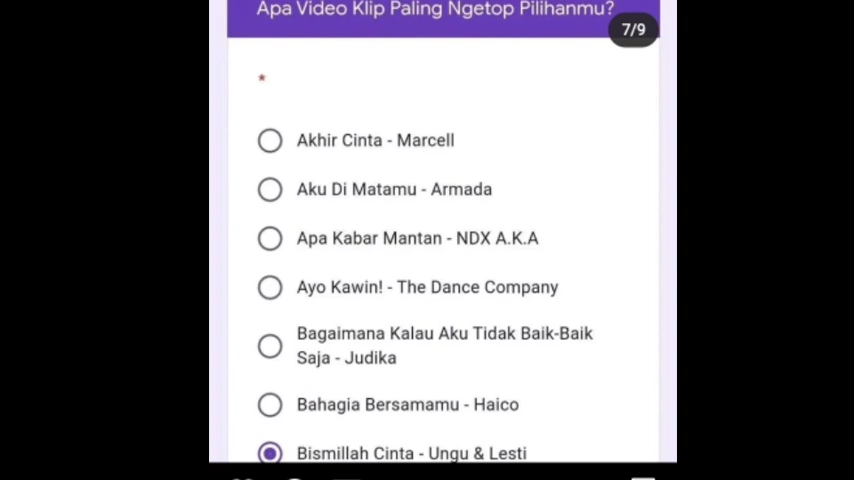 Apa Video Klip Paling Ngetop Pilihanmu?
7/9
*
Akhir Cinta - Marcell
Aku Di Matamu - Armada
Apa Kabar Mantan - NDX A.K.A
Ayo Kawin! - The Dance Company
Bagaimana Kalau Aku Tidak Baik-Baik
Saja - Judika
Bahagia Bersamamu - Haico
Bismillah Cinta - Ungu & Lesti